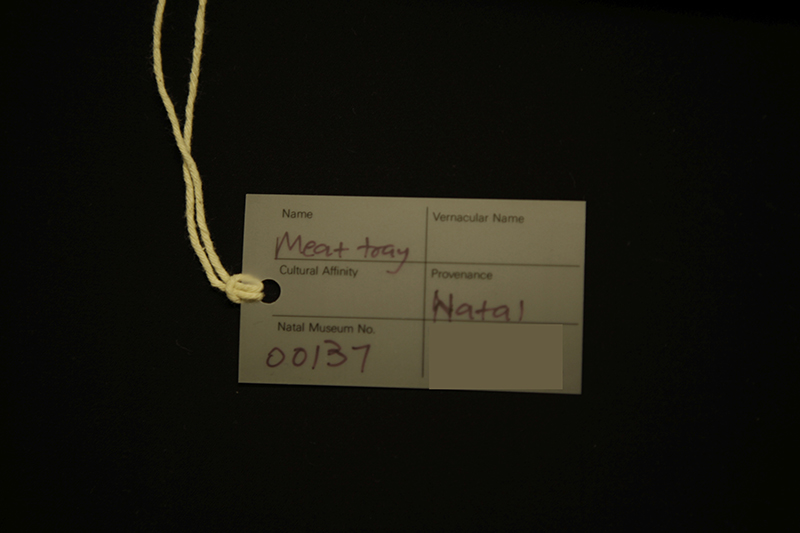 Name
Vernacular Name
Meat tray
Cultural Affinity
Provenance
Natal
Natal Museum No.
00137